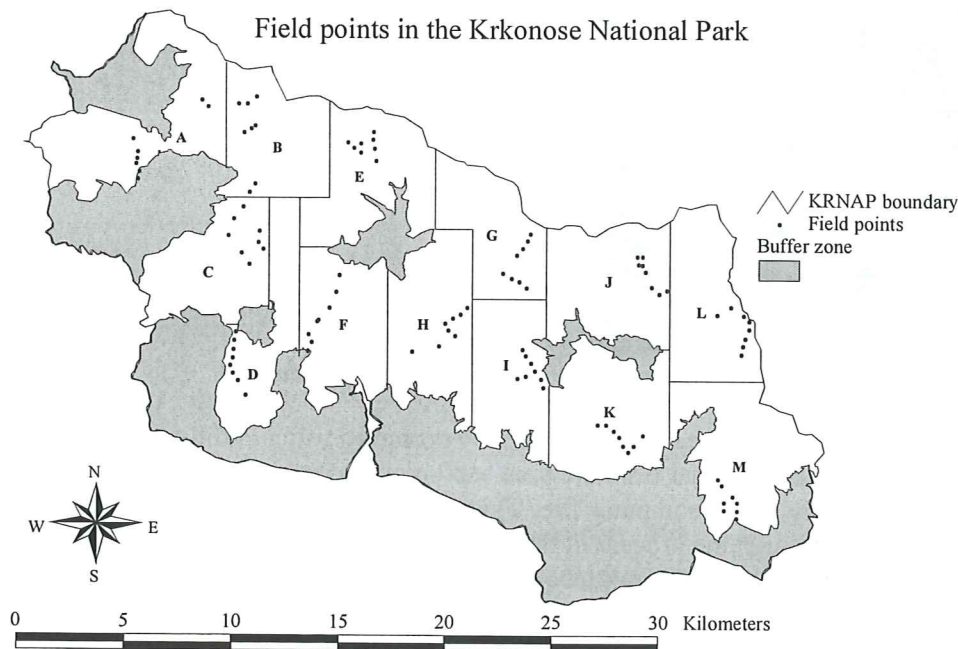 Field points in the Krkonose National Park
A
B
E
KRNAP boundary
Field points
Buffer zone
G
C
J
L
F
H
I
D
K
M
N
W E
S
0 5 10 15 20 25 30 Kilometers